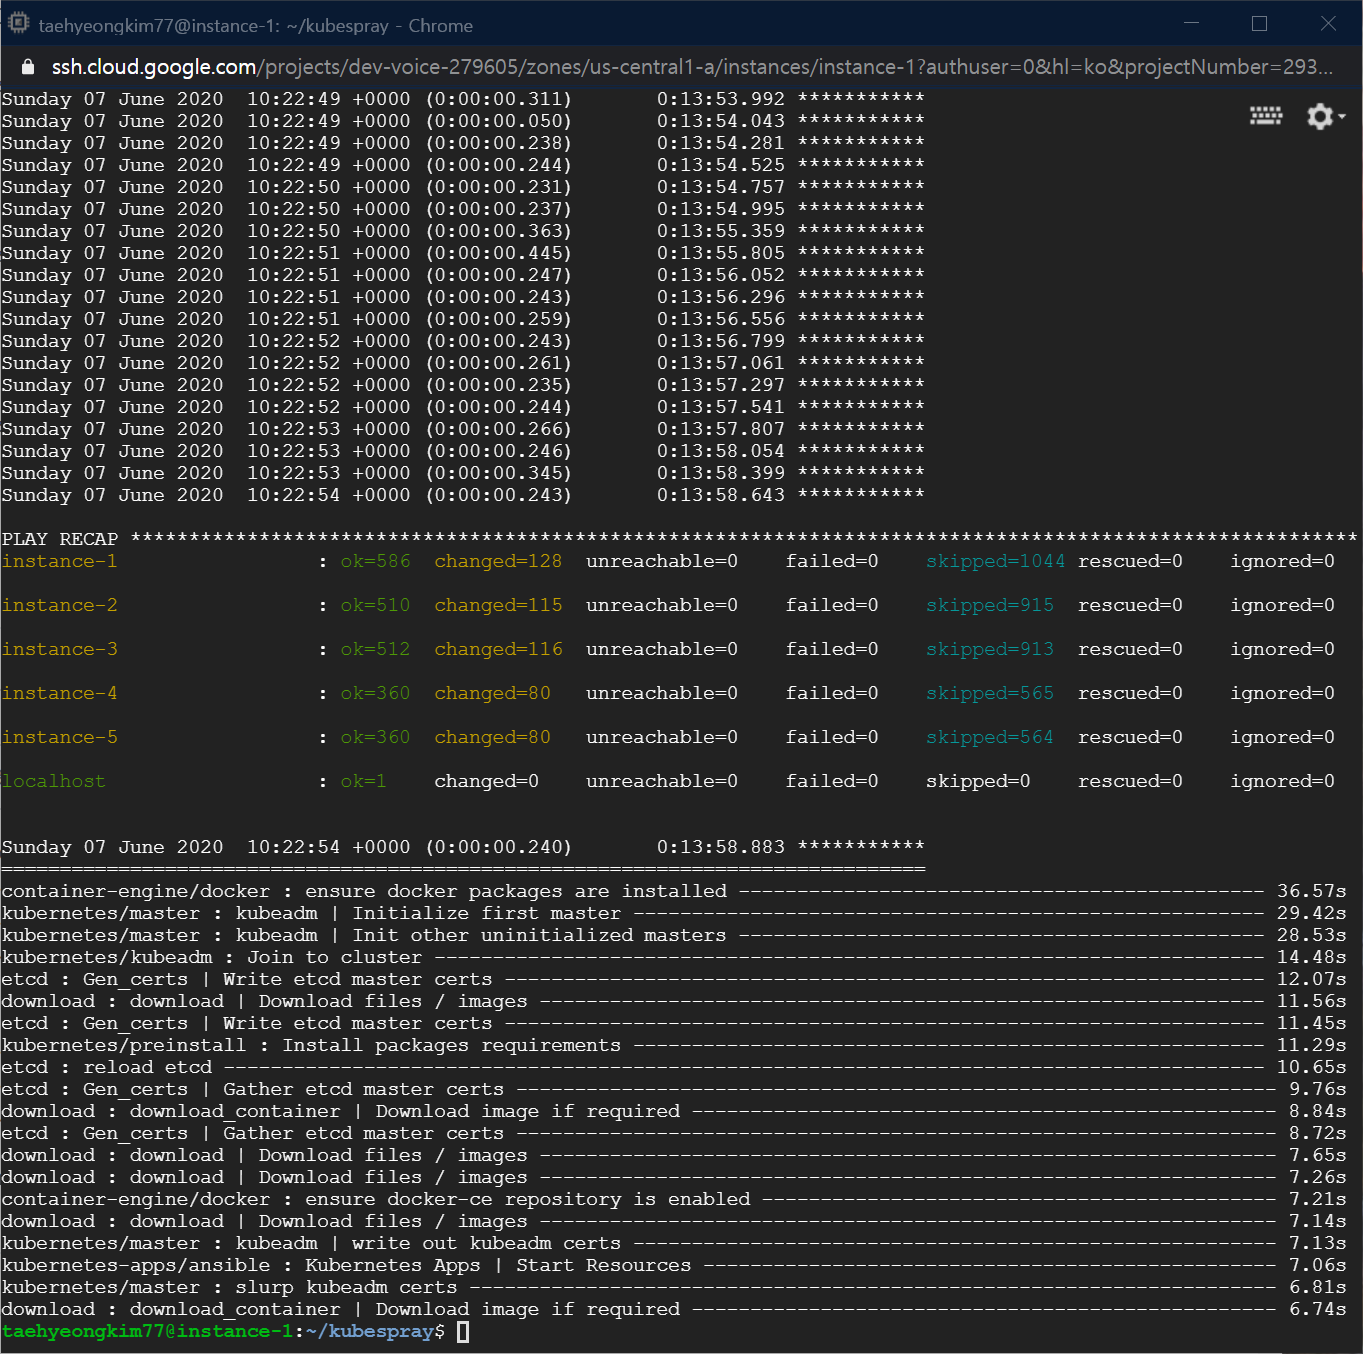 taehyeongkim77@instance-1: ~/kubespray - Chrome
ssh.cloud.google.com/projects/dev-voice-279605/zones/us-central1-a/instances/instance-1?authuser=0&hl=ko&projectNumber=293...
Sunday 07 June 2020  10:22:49 +0000 (0:00:00.311)       0:13:53.992 ***********
Sunday 07 June 2020  10:22:49 +0000 (0:00:00.050)       0:13:54.043 ***********
Sunday 07 June 2020  10:22:49 +0000 (0:00:00.238)       0:13:54.281 ***********
Sunday 07 June 2020  10:22:49 +0000 (0:00:00.244)       0:13:54.525 ***********
Sunday 07 June 2020  10:22:50 +0000 (0:00:00.231)       0:13:54.757 ***********
Sunday 07 June 2020  10:22:50 +0000 (0:00:00.237)       0:13:54.995 ***********
Sunday 07 June 2020  10:22:50 +0000 (0:00:00.363)       0:13:55.359 ***********
Sunday 07 June 2020  10:22:51 +0000 (0:00:00.445)       0:13:55.805 ***********
Sunday 07 June 2020  10:22:51 +0000 (0:00:00.247)       0:13:56.052 ***********
Sunday 07 June 2020  10:22:51 +0000 (0:00:00.243)       0:13:56.296 ***********
Sunday 07 June 2020  10:22:51 +0000 (0:00:00.259)       0:13:56.556 ***********
Sunday 07 June 2020  10:22:52 +0000 (0:00:00.243)       0:13:56.799 ***********
Sunday 07 June 2020  10:22:52 +0000 (0:00:00.261)       0:13:57.061 ***********
Sunday 07 June 2020  10:22:52 +0000 (0:00:00.235)       0:13:57.297 ***********
Sunday 07 June 2020  10:22:52 +0000 (0:00:00.244)       0:13:57.541 ***********
Sunday 07 June 2020  10:22:53 +0000 (0:00:00.266)       0:13:57.807 ***********
Sunday 07 June 2020  10:22:53 +0000 (0:00:00.246)       0:13:58.054 ***********
Sunday 07 June 2020  10:22:53 +0000 (0:00:00.345)       0:13:58.399 ***********
Sunday 07 June 2020  10:22:54 +0000 (0:00:00.243)       0:13:58.643 ***********
PLAY RECAP *********************************************************************************************************
instance-1                 : ok=586  changed=128  unreachable=0    failed=0    skipped=1044 rescued=0    ignored=0
instance-2                 : ok=510  changed=115  unreachable=0    failed=0    skipped=915  rescued=0    ignored=0
instance-3                 : ok=512  changed=116  unreachable=0    failed=0    skipped=913  rescued=0    ignored=0
instance-4                 : ok=360  changed=80   unreachable=0    failed=0    skipped=565  rescued=0    ignored=0
instance-5                 : ok=360  changed=80   unreachable=0    failed=0    skipped=564  rescued=0    ignored=0
localhost                  : ok=1    changed=0    unreachable=0    failed=0    skipped=0    rescued=0    ignored=0
Sunday 07 June 2020  10:22:54 +0000 (0:00:00.240)       0:13:58.883 ***********
===============================================================================
container-engine/docker : ensure docker packages are installed --------------------------------------------- 36.57s
kubernetes/master : kubeadm | Initialize first master ------------------------------------------------------ 29.42s
kubernetes/master : kubeadm | Init other uninitialized masters --------------------------------------------- 28.53s
kubernetes/kubeadm : Join to cluster ----------------------------------------------------------------------- 14.48s
etcd : Gen_certs | Write etcd master certs ----------------------------------------------------------------- 12.07s
download : download | Download files / images -------------------------------------------------------------- 11.56s
etcd : Gen_certs | Write etcd master certs ----------------------------------------------------------------- 11.45s
kubernetes/preinstall : Install packages requirements ------------------------------------------------------ 11.29s
etcd : reload etcd ----------------------------------------------------------------------------------------- 10.65s
etcd : Gen_certs | Gather etcd master certs ----------------------------------------------------------------- 9.76s
download : download_container | Download image if required -------------------------------------------------- 8.84s
etcd : Gen_certs | Gather etcd master certs ----------------------------------------------------------------- 8.72s
download : download | Download files / images --------------------------------------------------------------- 7.65s
download : download | Download files / images --------------------------------------------------------------- 7.26s
container-engine/docker : ensure docker-ce repository is enabled -------------------------------------------- 7.21s
download : download | Download files / images --------------------------------------------------------------- 7.14s
kubernetes/master : kubeadm | write out kubeadm certs ------------------------------------------------------- 7.13s
kubernetes-apps/ansible : Kubernetes Apps | Start Resources ------------------------------------------------- 7.06s
kubernetes/master : slurp kubeadm certs --------------------------------------------------------------------- 6.81s
download : download_container | Download image if required -------------------------------------------------- 6.74s
taehyeongkim77@instance-1:~/kubespray$